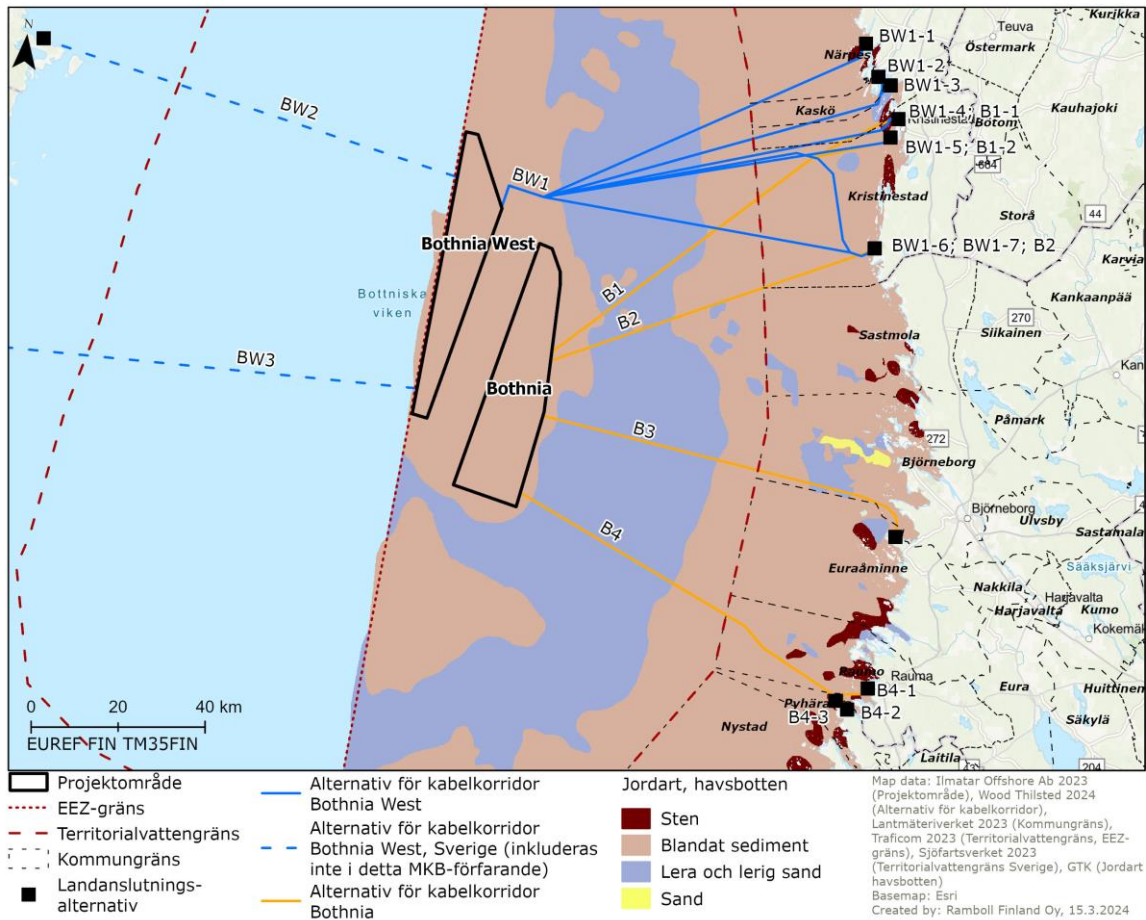 N
Kurikka
Teuva
Östermark
BW1-1
Närpes
BW1-2
BW1-3
Kauhajoki
Kaskö
BW2
BW1-4; B1-1
Kristinestad
Bötom
BW1-5; B1-2
664
BW1
Kristinestad
44
Storå
Bothnia West
BW1-6; BW1-7; B2
Karvia
Bottniska
viken
B1
B2
Kankaanpää
270
Siikainen
Sastmola
BW3
Bothnia
Påmark
B3
272
Björneborg
B4
Björneborg
Ulvsby
Sastamala
Sääksjärvi
Euraåminne
Nakkila
Harjavalta
Harjavalta
Kumo
Kokemäk
Raumo
Rauma
B4-1
Eura
Huittinen
Pyhära
B4-3
B4-2
Nystad
Säkylä
Laitila
204
0 20 40 km
EUREF FIN TM35FIN
Projektområde
EEZ-gräns
Territorialvattengräns
Kommungräns
Landanslutnings-
alternativ
Alternativ för kabelkorridor
Bothnia West
Alternativ för kabelkorridor
Bothnia West, Sverige (inkluderas
inte i detta MKB-förfarande)
Alternativ för kabelkorridor
Bothnia
Jordart, havsbotten
Sten
Blandat sediment
Lera och lerig sand
Sand
Map data: Ilmatar Offshore Ab 2023
(Projektområde), Wood Thilsted 2024
(Alternativ för kabelkorridor),
Lantmäteriverket 2023 (Kommungräns),
Traficom 2023 (Territorialvattengräns, EEZ-
gräns), Sjöfartsverket 2023
(Territorialvattengräns Sverige), GTK (Jordart
havsbotten)
Basemap: Esri
Created by: Ramboll Finland Oy, 15.3.2024